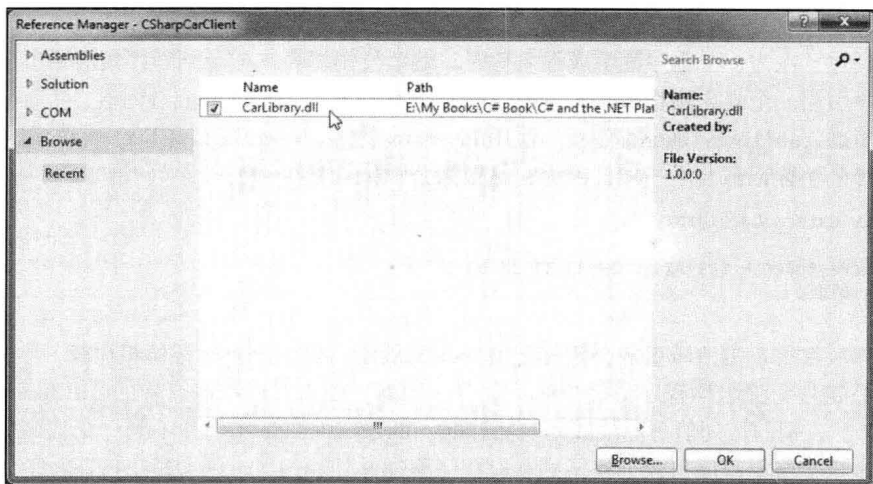 Reference Manager - CSharpCarClient
Assemblies
Solution
COM
Browse
Recent
Name Path
CarLibrary.dll E:\My Books\C# Book\C# and the .NET Plat
Search Browse
Name:
CarLibrary.dll
Created by:
File Version:
1.0.0.0
Browse... OK Cancel